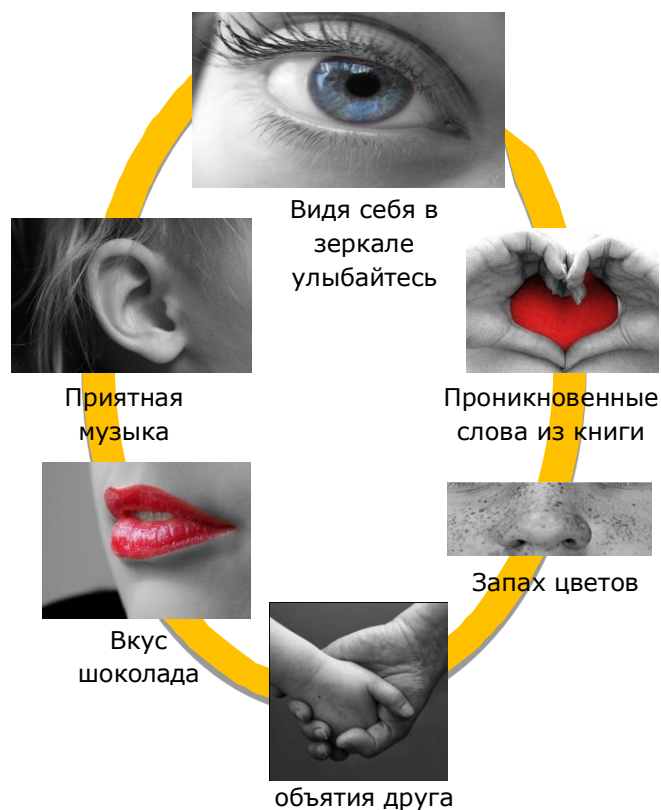 Видя себя в
зеркале
улыбайтесь
Приятная
музыка
Проникновенные
слова из книги
Запах цветов
Вкус
шоколада
объятия друга